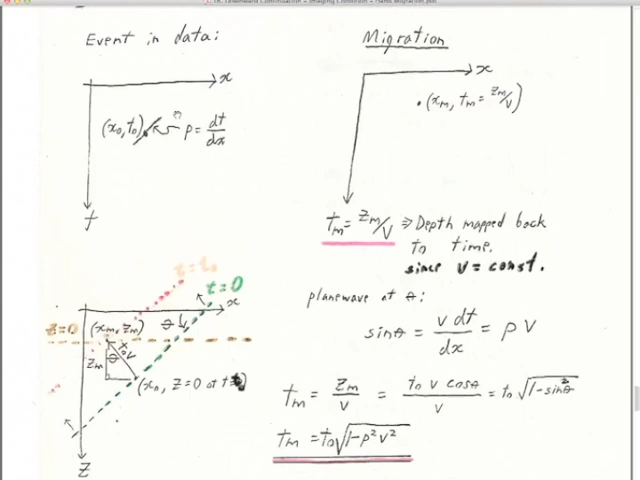 Event in data:
x
(x₀,t₀)
p = dt/dx
t
Migration
x
(xₘ, tₘ = zₘ/v)
tₘ = zₘ/v ⇒ Depth mapped back
to time.
since v = const.
t = t₀
t = 0
x
z=0
(xₘ, zₘ)
θ
zₘ
θ
(x₀, z=0 at t
z
planewave at θ:
sinθ = v dt/dx = p v
tₘ = zₘ/v = t₀ v cosθ/v = t₀ √1-sin²θ
tₘ = t₀ √1-p²v²